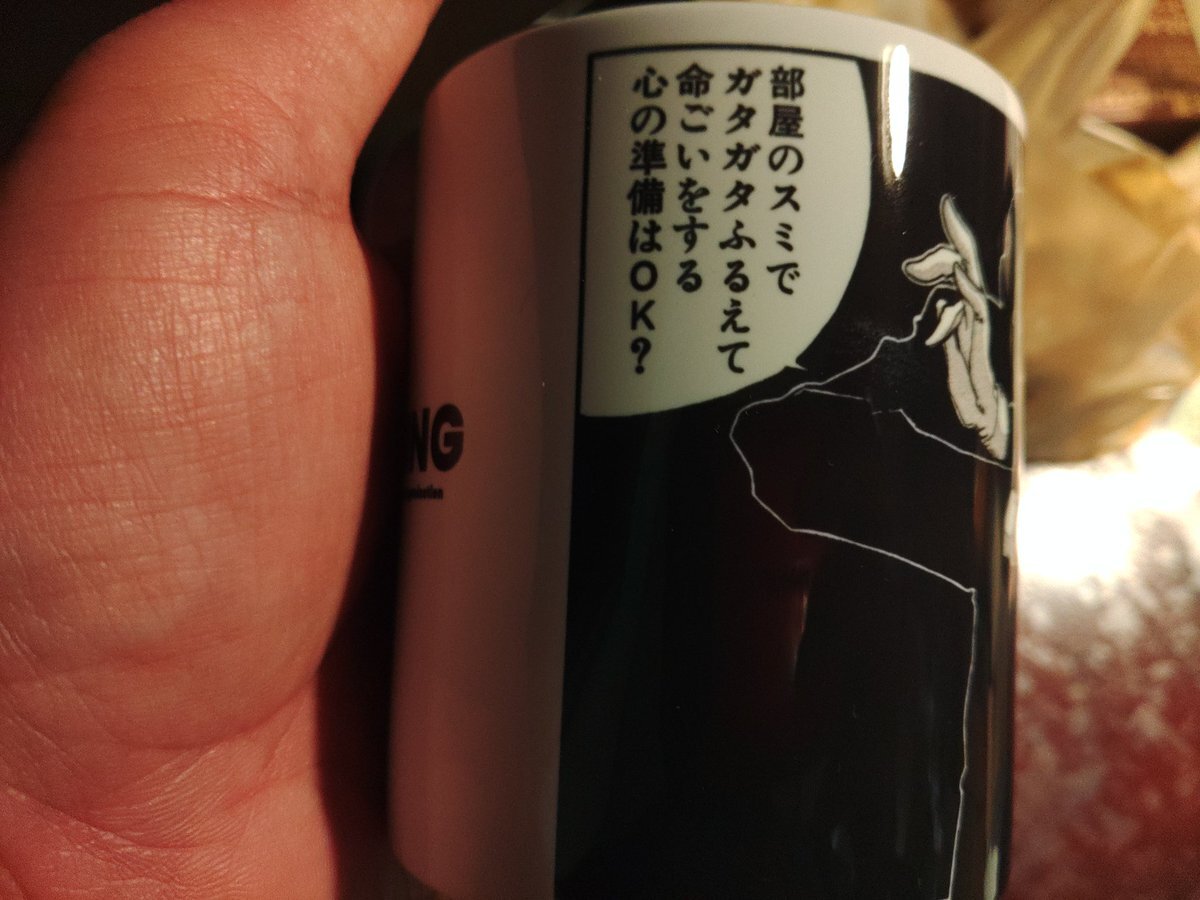 部屋のスミで
ガタガタふるえて
命ごいをする
心の準備はOK?
NG